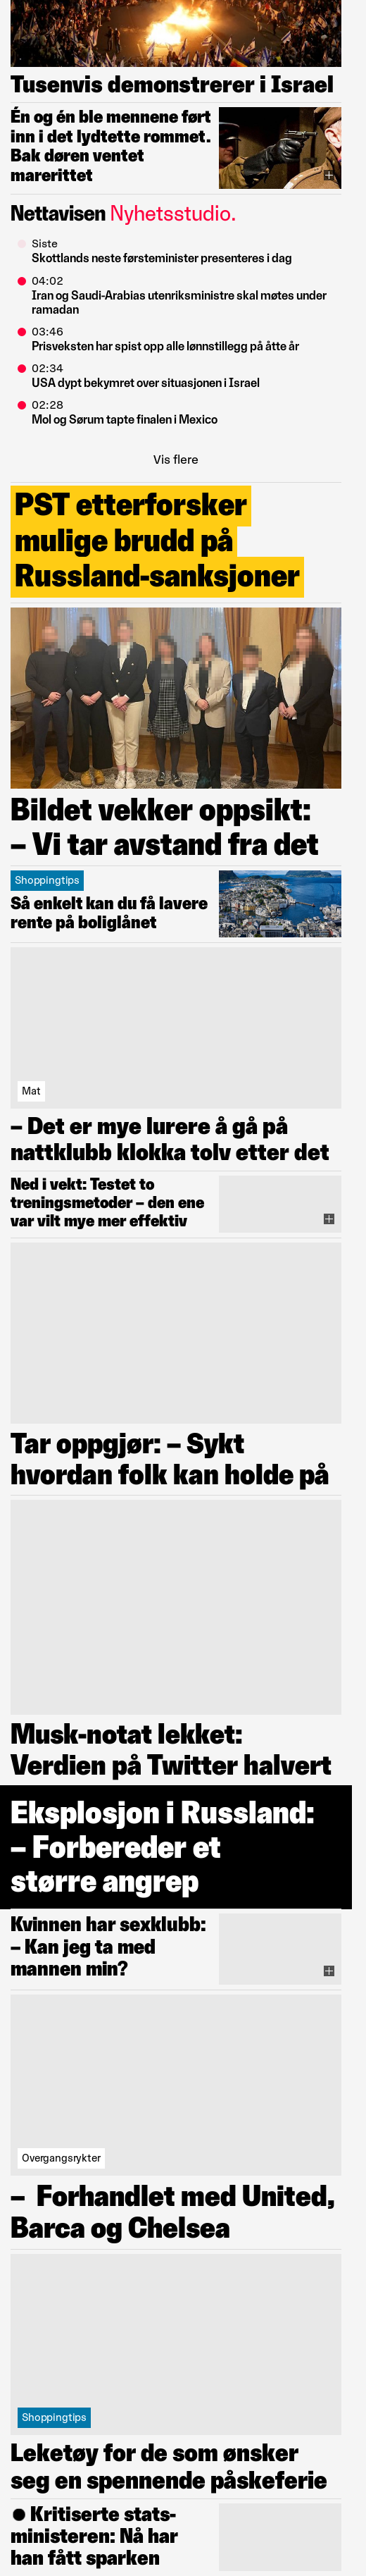 Tusenvis demonstrerer i Israel
Én og én ble mennene ført
inn i det lydtette rommet.
Bak døren ventet
marerittet
Nettavisen Nyhetsstudio.
Siste
Skottlands neste førsteminister presenteres i dag
04:02
Iran og Saudi-Arabias utenriksministre skal møtes under
ramadan
03:46
Prisveksten har spist opp alle lønnstillegg på åtte år
02:34
USA dypt bekymret over situasjonen i Israel
02:28
Mol og Sørum tapte finalen i Mexico
Vis flere
PST etterforsker
mulige brudd på
Russland-sanksjoner
Bildet vekker oppsikt:
– Vi tar avstand fra det
Shoppingtips
Så enkelt kan du få lavere
rente på boliglånet
Mat
– Det er mye lurere å gå på
nattklubb klokka tolv etter det
Ned i vekt: Testet to
treningsmetoder – den ene
var vilt mye mer effektiv
Tar oppgjør: – Sykt
hvordan folk kan holde på
Musk-notat lekket:
Verdien på Twitter halvert
Eksplosjon i Russland:
– Forbereder et
større angrep
Kvinnen har sexklubb:
– Kan jeg ta med
mannen min?
Overgangsrykter
– Forhandlet med United,
Barca og Chelsea
Shoppingtips
Leketøy for de som ønsker
seg en spennende påskeferie
● Kritiserte stats-
ministeren: Nå har
han fått sparken